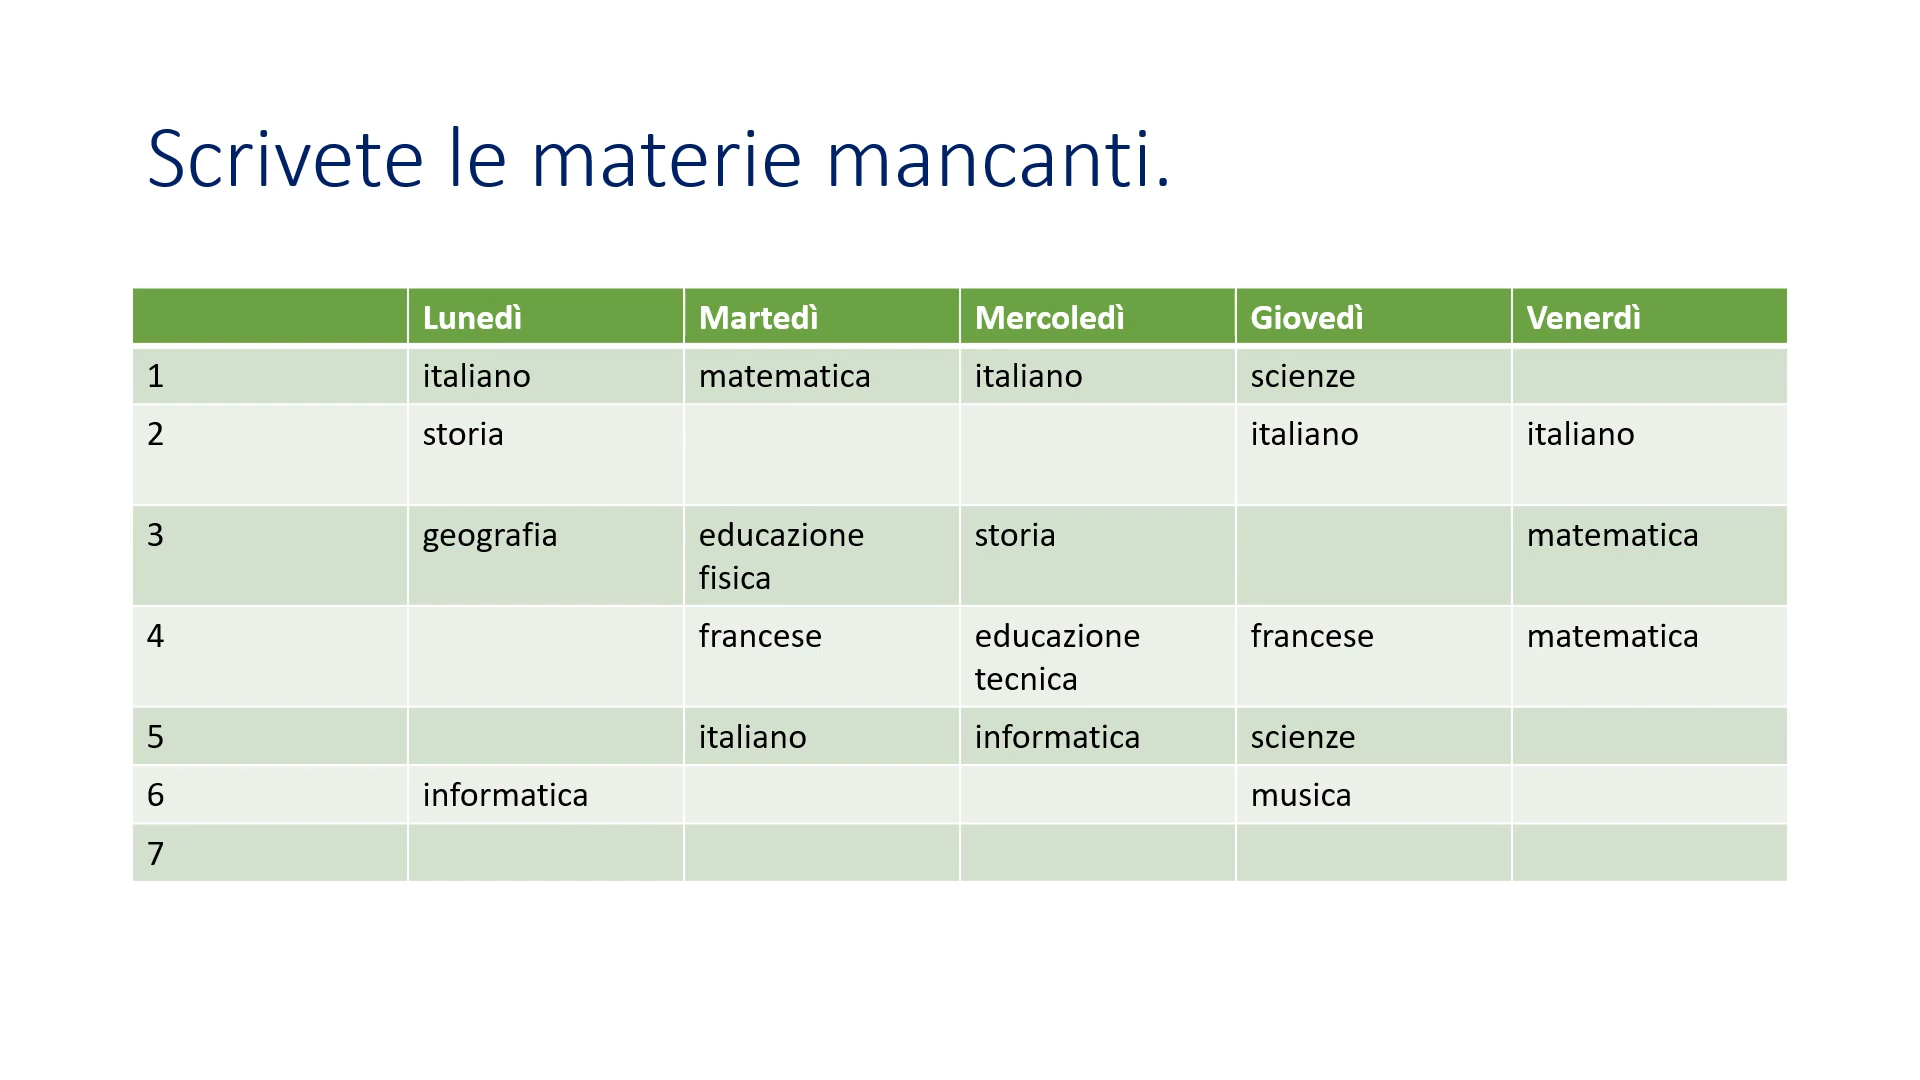 Scrivete le materie mancanti.
Lunedì Martedì Mercoledì Giovedì Venerdì
1 italiano matematica italiano scienze
2 storia italiano italiano
3 geografia educazione fisica storia matematica
4 francese educazione tecnica francese matematica
5 italiano informatica scienze
6 informatica musica
7